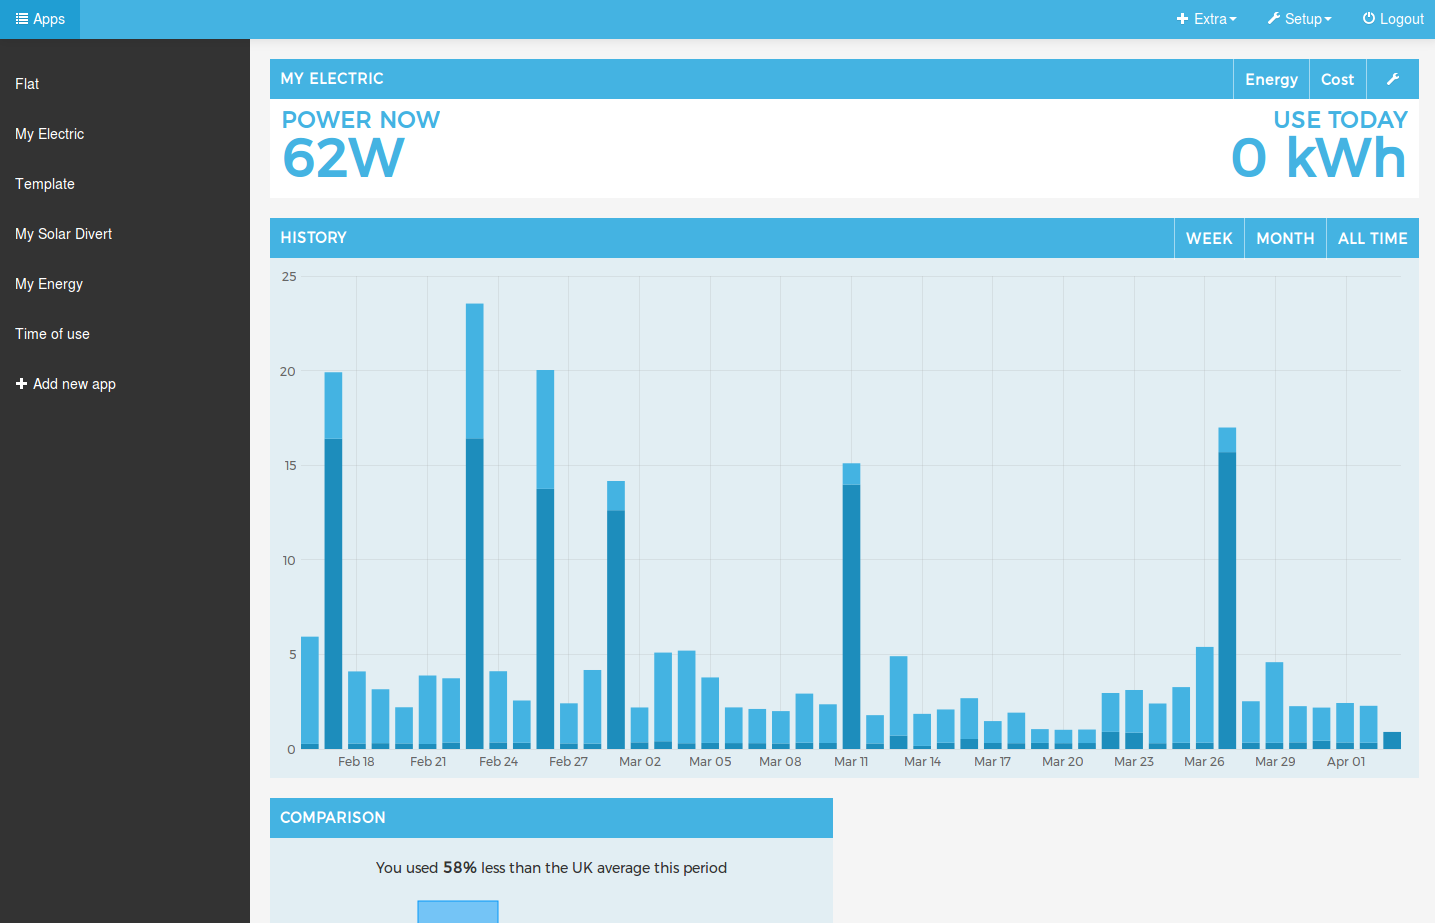 Apps
Extra
Setup
Logout
Flat
My Electric
Template
My Solar Divert
My Energy
Time of use
Add new app
MY ELECTRIC
Energy
Cost
POWER NOW
62W
USE TODAY
0 kWh
HISTORY
WEEK
MONTH
ALL TIME
25
20
15
10
5
0
Feb 18 Feb 21 Feb 24 Feb 27 Mar 02 Mar 05 Mar 08 Mar 11 Mar 14 Mar 17 Mar 20 Mar 23 Mar 26 Mar 29 Apr 01
COMPARISON
You used 58% less than the UK average this period